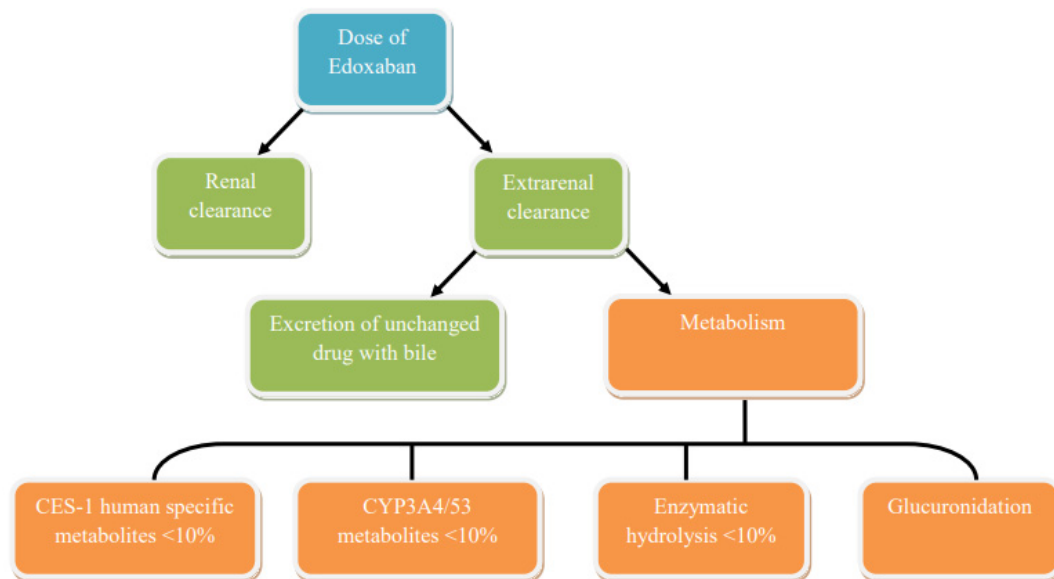 Dose of
Edoxaban
Renal
clearance
Extrarenal
clearance
Excretion of unchanged
drug with bile
Metabolism
CES-1 human specific
metabolites <10%
CYP3A4/53
metabolites <10%
Enzymatic
hydrolysis <10%
Glucuronidation